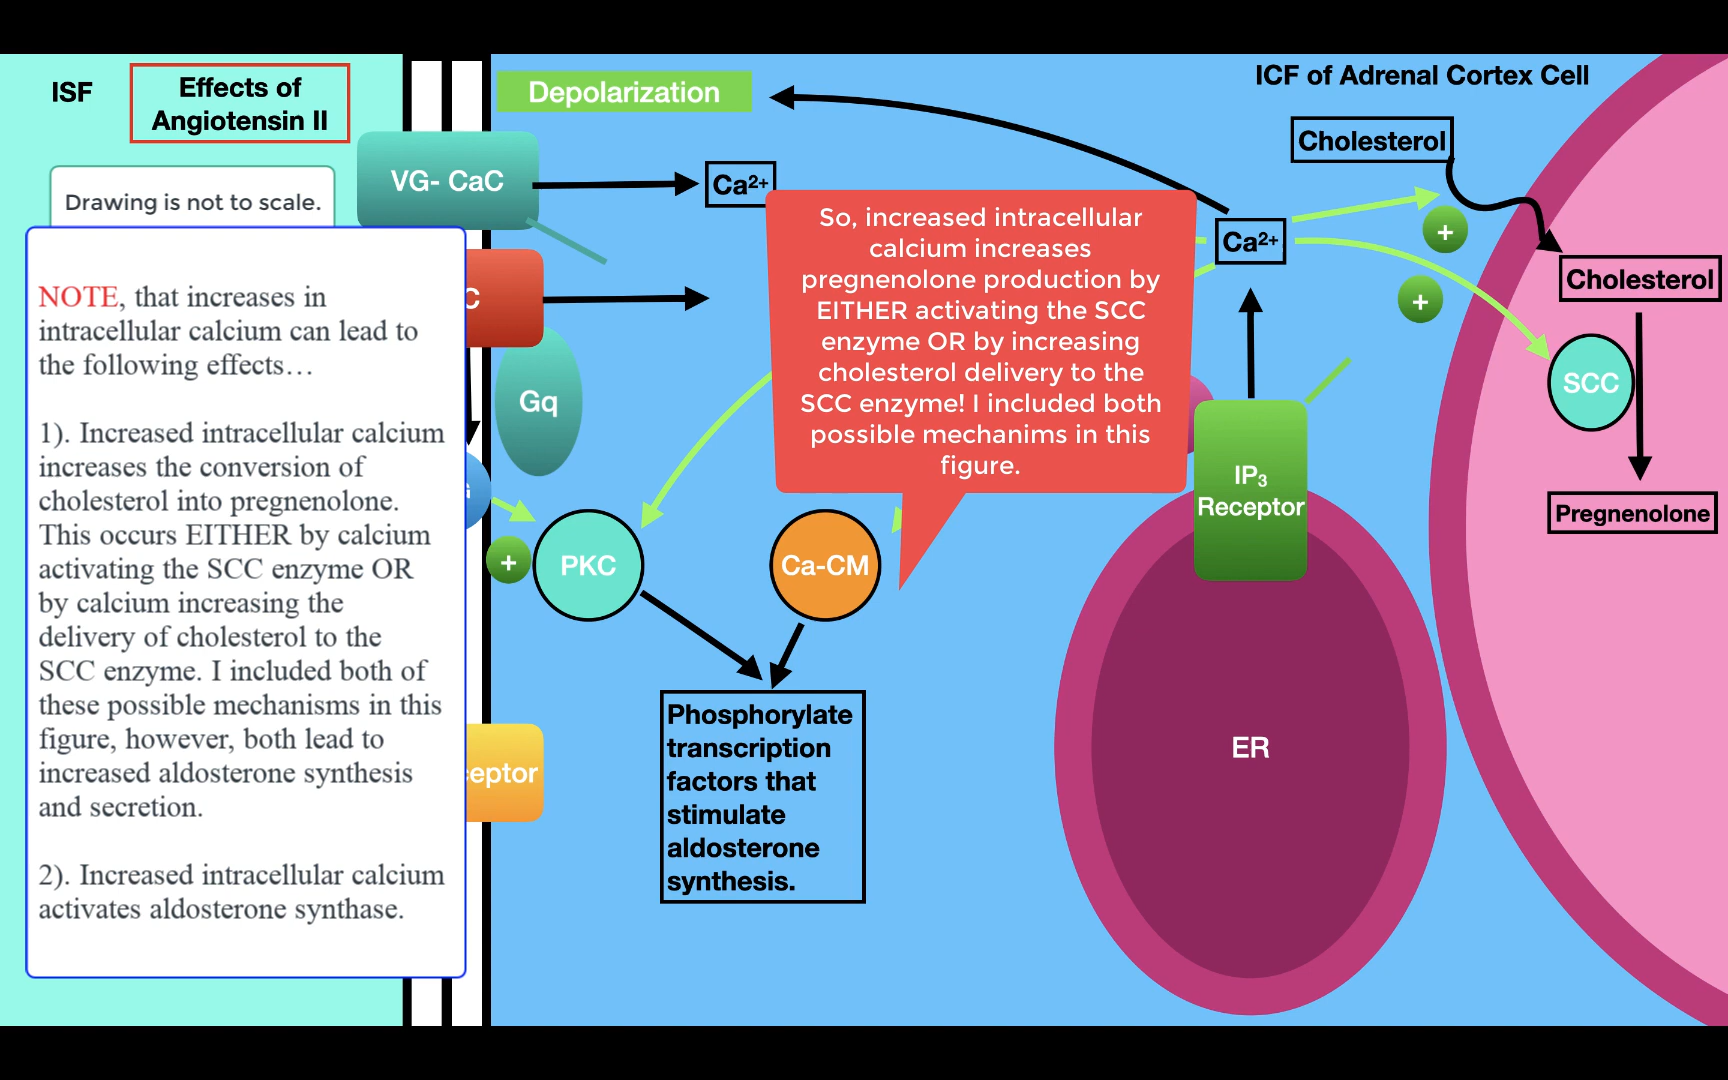 ISF
Effects of
Angiotensin II
Drawing is not to scale.
NOTE, that increases in
intracellular calcium can lead to
the following effects…
1). Increased intracellular calcium
increases the conversion of
cholesterol into pregnenolone.
This occurs EITHER by calcium
activating the SCC enzyme OR
by calcium increasing the
delivery of cholesterol to the
SCC enzyme. I included both of
these possible mechanisms in this
figure, however, both lead to
increased aldosterone synthesis
and secretion.
2). Increased intracellular calcium
activates aldosterone synthase.
Depolarization
VG- CaC
Ca²⁺
C
Gq
+
PKC
Ca-CM
eptor
Phosphorylate
transcription
factors that
stimulate
aldosterone
synthesis.
So, increased intracellular
calcium increases
pregnenolone production by
EITHER activating the SCC
enzyme OR by increasing
cholesterol delivery to the
SCC enzyme! I included both
possible mechanims in this
figure.
ICF of Adrenal Cortex Cell
Cholesterol
Ca²⁺
+
+
Cholesterol
SCC
Pregnenolone
IP₃
Receptor
ER